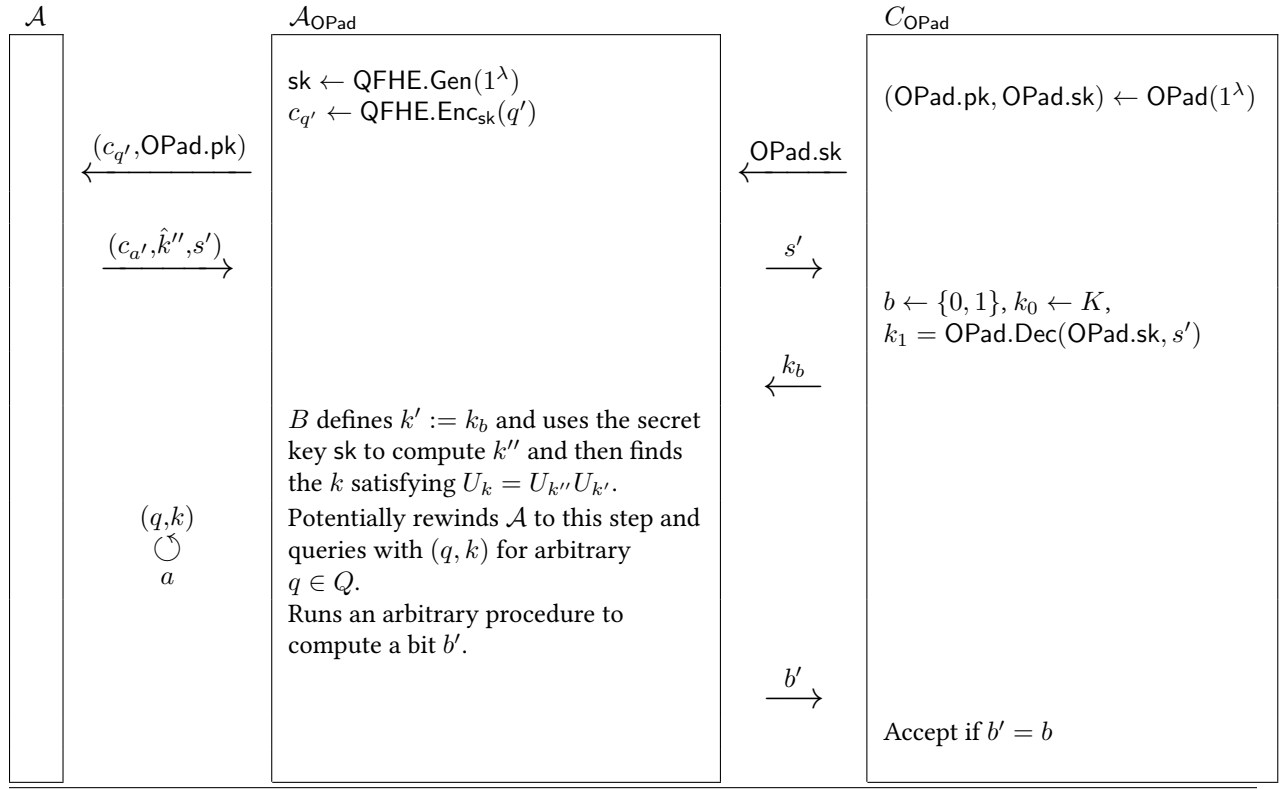 𝒜 𝒜_OPad C_OPad
sk ← QFHE.Gen(1^λ)
(OPad.pk, OPad.sk) ← OPad(1^λ)
c_{q′} ← QFHE.Enc_sk(q′)
(c_{q′},OPad.pk) OPad.sk
(c_{a′},k̂″,s′) s′
b ← {0, 1}, k_0 ← K,
k_1 = OPad.Dec(OPad.sk, s′)
k_b
B defines k′ := k_b and uses the secret
key sk to compute k″ and then finds
the k satisfying U_k = U_{k″}U_{k′}.
(q,k)
Potentially rewinds 𝒜 to this step and
queries with (q, k) for arbitrary
a
q ∈ Q.
Runs an arbitrary procedure to
compute a bit b′.
b′
Accept if b′ = b